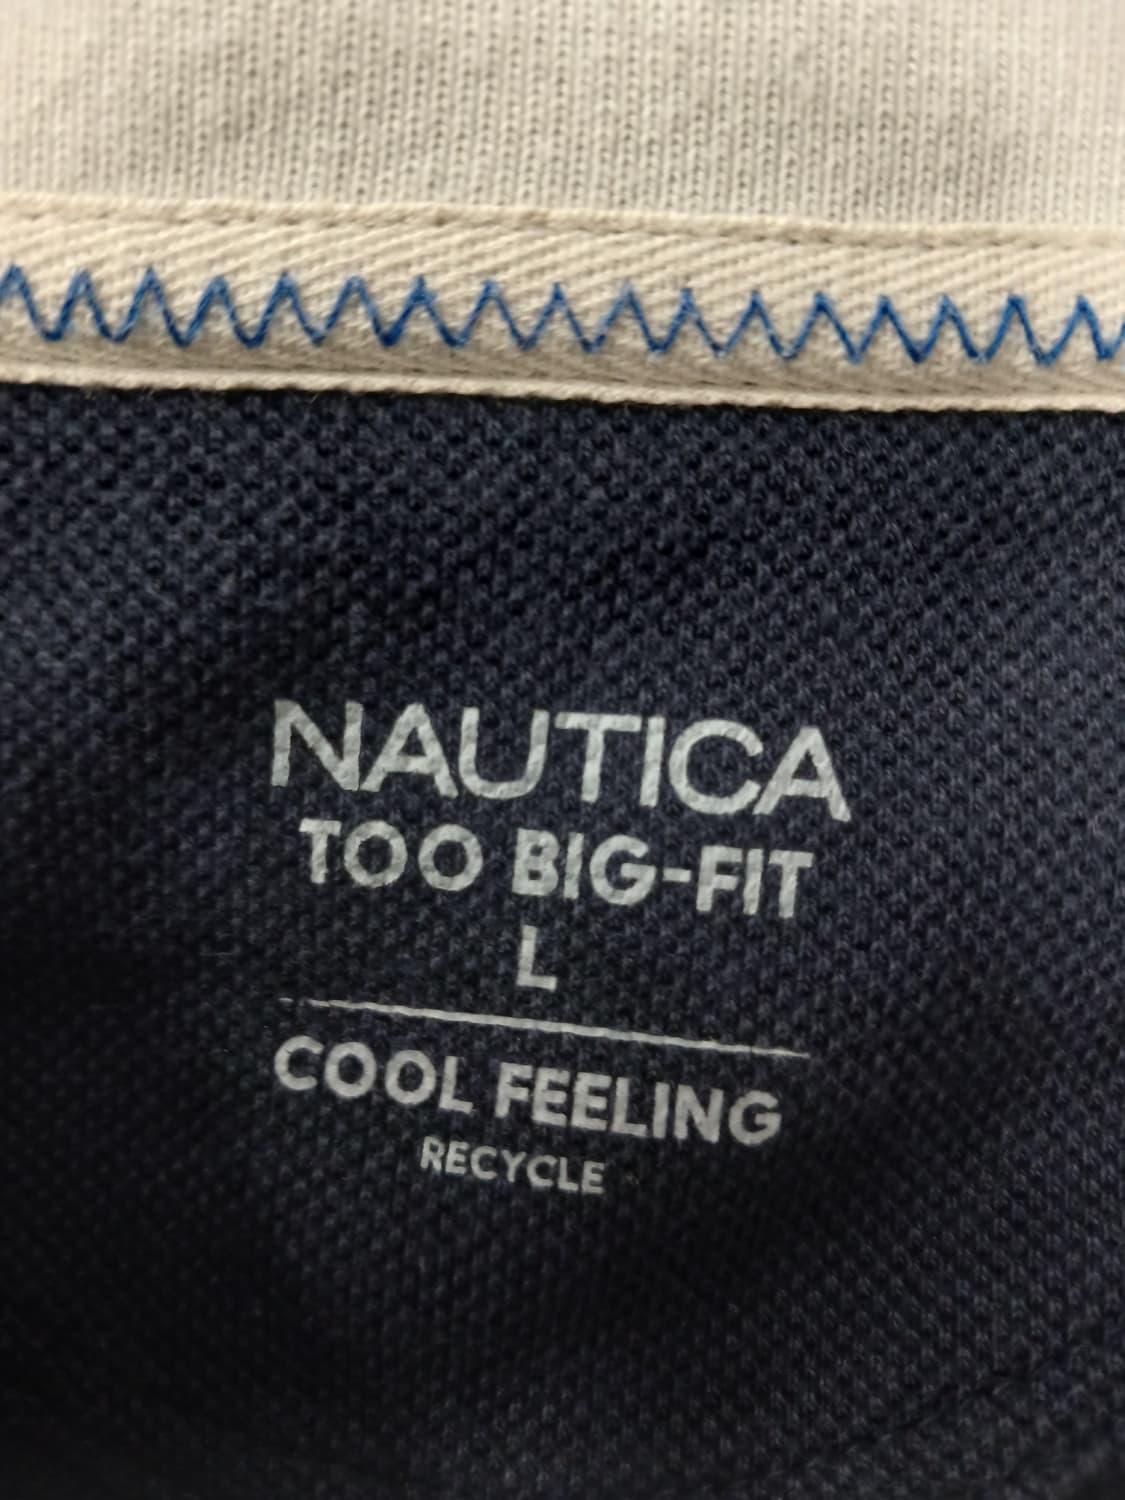 NAUTICA
TOO BIG-FIT
L
COOL FEELING
RECYCLE